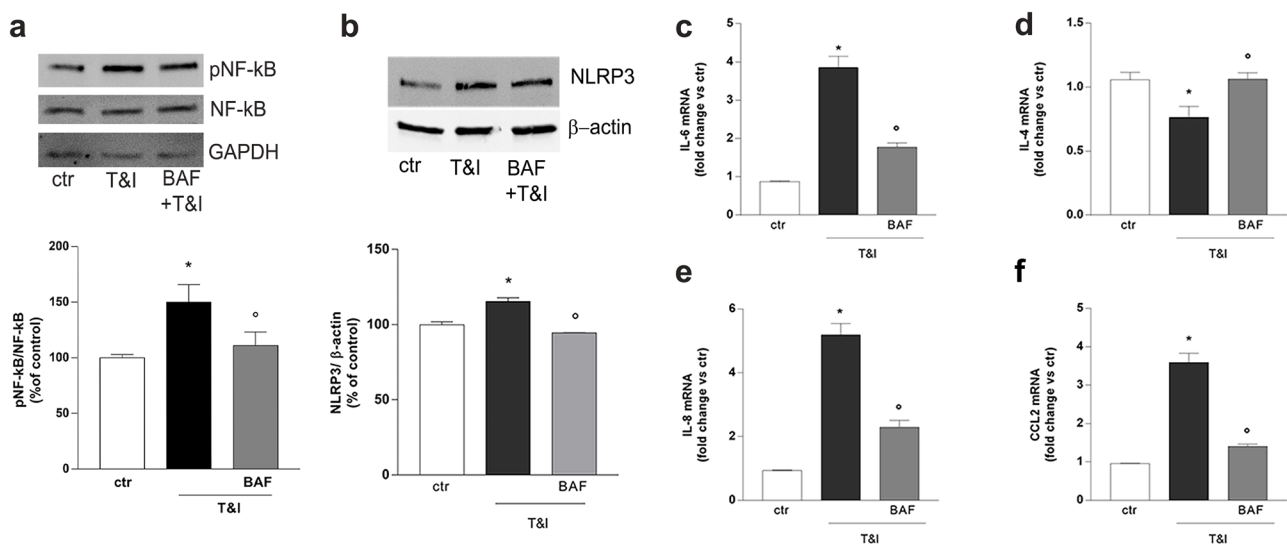 a
pNF-kB
NF-kB
GAPDH
ctr T&I BAF
+T&I
pNF-kB/NF-kB
(%of control)
200
150
100
50
0
*
°
ctr BAF
T&I
b
NLRP3
β–actin
ctr T&I BAF
+T&I
NLRP3/ β-actin
(% of control)
150
100
50
0
*
°
ctr BAF
T&I
c
IL-6 mRNA
(fold change vs ctr)
5
4
3
2
1
0
*
°
ctr BAF
T&I
d
IL-4 mRNA
(fold change vs ctr)
1.5
1.0
0.5
0.0
*
°
ctr BAF
T&I
e
IL-8 mRNA
(fold change vs ctr)
6
4
2
0
*
°
ctr BAF
T&I
f
CCL2 mRNA
(fold change vs ctr)
5
4
3
2
1
0
*
°
ctr BAF
T&I